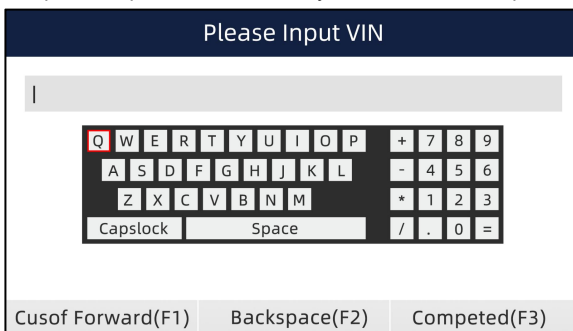 Please Input VIN
|
Q W E R T Y U I O P + 7 8 9
A S D F G H J K L - 4 5 6
Z X C V B N M * 1 2 3
Capslock Space / . 0 =
Cusof Forward(F1) Backspace(F2) Competed(F3)